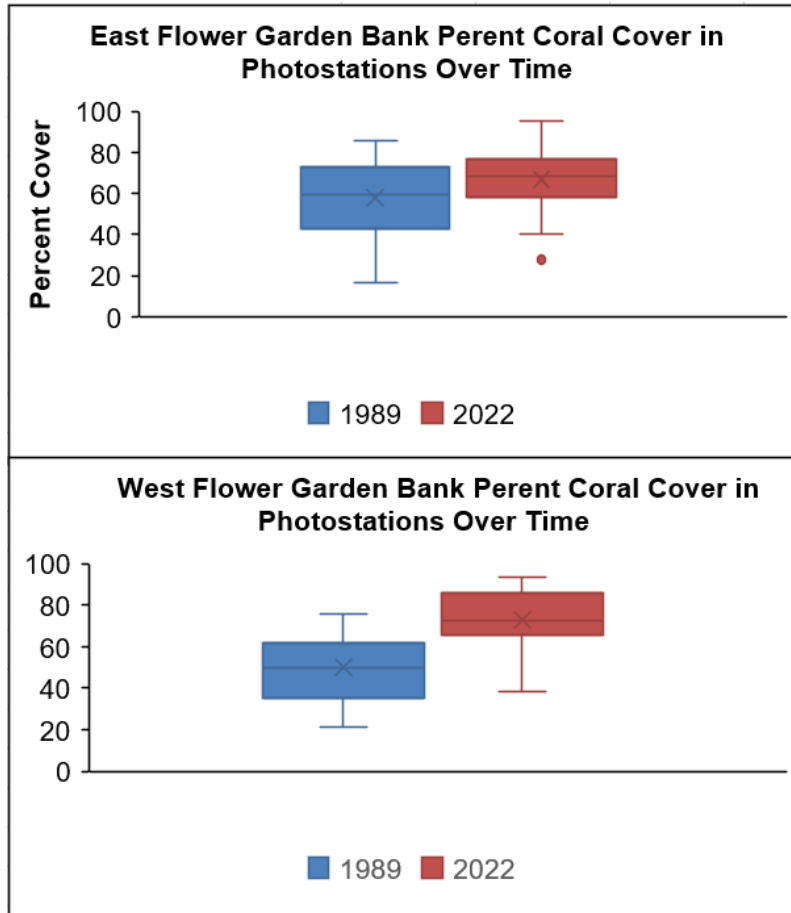 East Flower Garden Bank Perent Coral Cover in
Photostations Over Time
Percent Cover
100
80
60
40
20
0
1989 2022
West Flower Garden Bank Perent Coral Cover in
Photostations Over Time
100
80
60
40
20
0
1989 2022